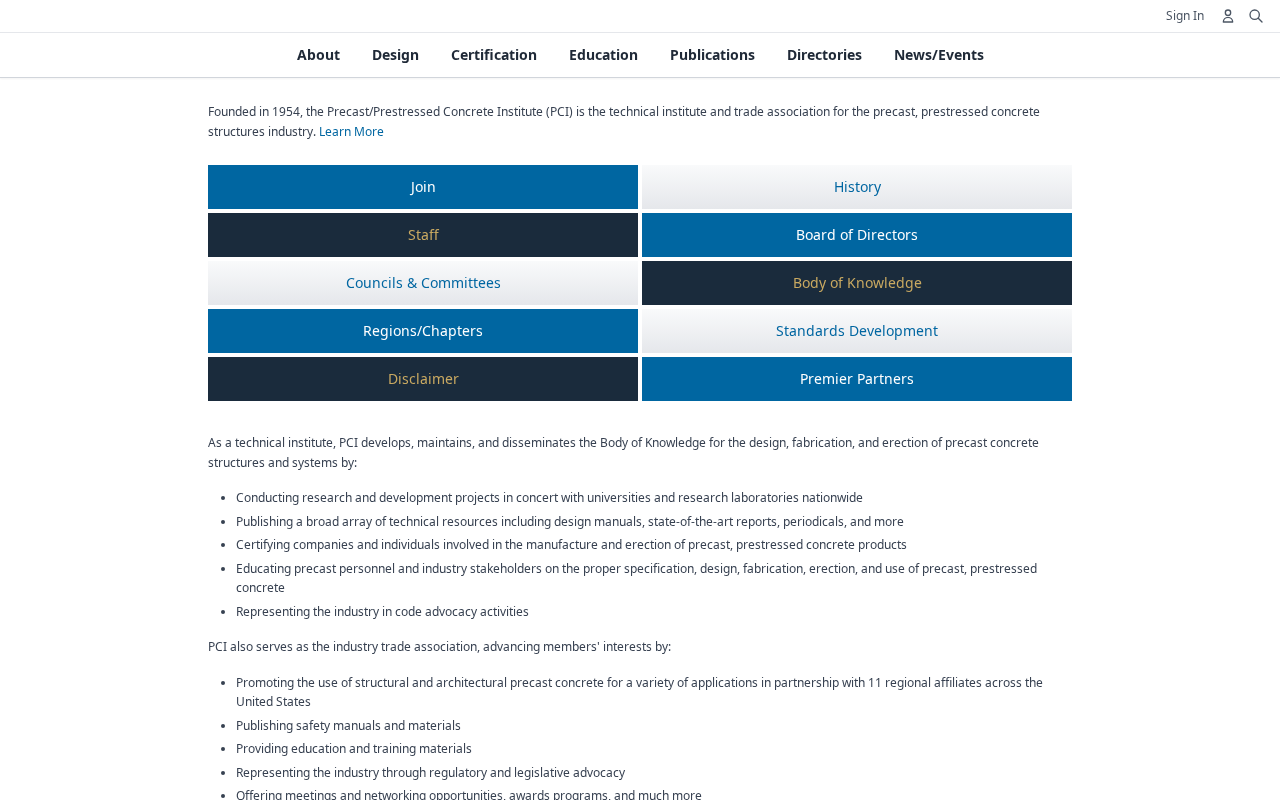 Sign In
About Design Certification Education Publications Directories News/Events
Founded in 1954, the Precast/Prestressed Concrete Institute (PCI) is the technical institute and trade association for the precast, prestressed concrete
structures industry. Learn More
Join History
Staff Board of Directors
Councils & Committees Body of Knowledge
Regions/Chapters Standards Development
Disclaimer Premier Partners
As a technical institute, PCI develops, maintains, and disseminates the Body of Knowledge for the design, fabrication, and erection of precast concrete
structures and systems by:
• Conducting research and development projects in concert with universities and research laboratories nationwide
• Publishing a broad array of technical resources including design manuals, state-of-the-art reports, periodicals, and more
• Certifying companies and individuals involved in the manufacture and erection of precast, prestressed concrete products
• Educating precast personnel and industry stakeholders on the proper specification, design, fabrication, erection, and use of precast, prestressed
concrete
• Representing the industry in code advocacy activities
PCI also serves as the industry trade association, advancing members' interests by:
• Promoting the use of structural and architectural precast concrete for a variety of applications in partnership with 11 regional affiliates across the
United States
• Publishing safety manuals and materials
• Providing education and training materials
• Representing the industry through regulatory and legislative advocacy
• Offering meetings and networking opportunities, awards programs, and much more